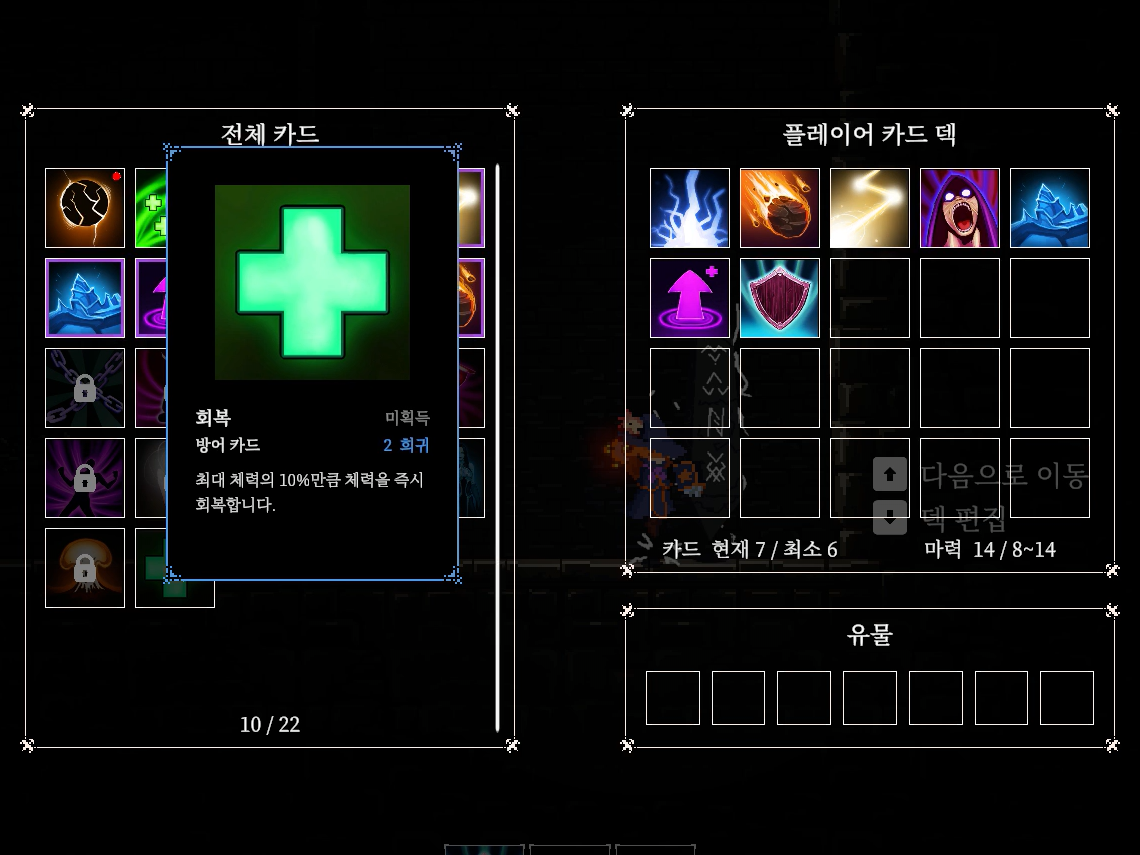 전체 카드
회복 미획득
방어 카드 2 희귀
최대 체력의 10%만큼 체력을 즉시
회복합니다.
10 / 22
플레이어 카드 덱
다음으로 이동
덱 편집
카드 현재 7 / 최소 6 마력 14 / 8~14
유물